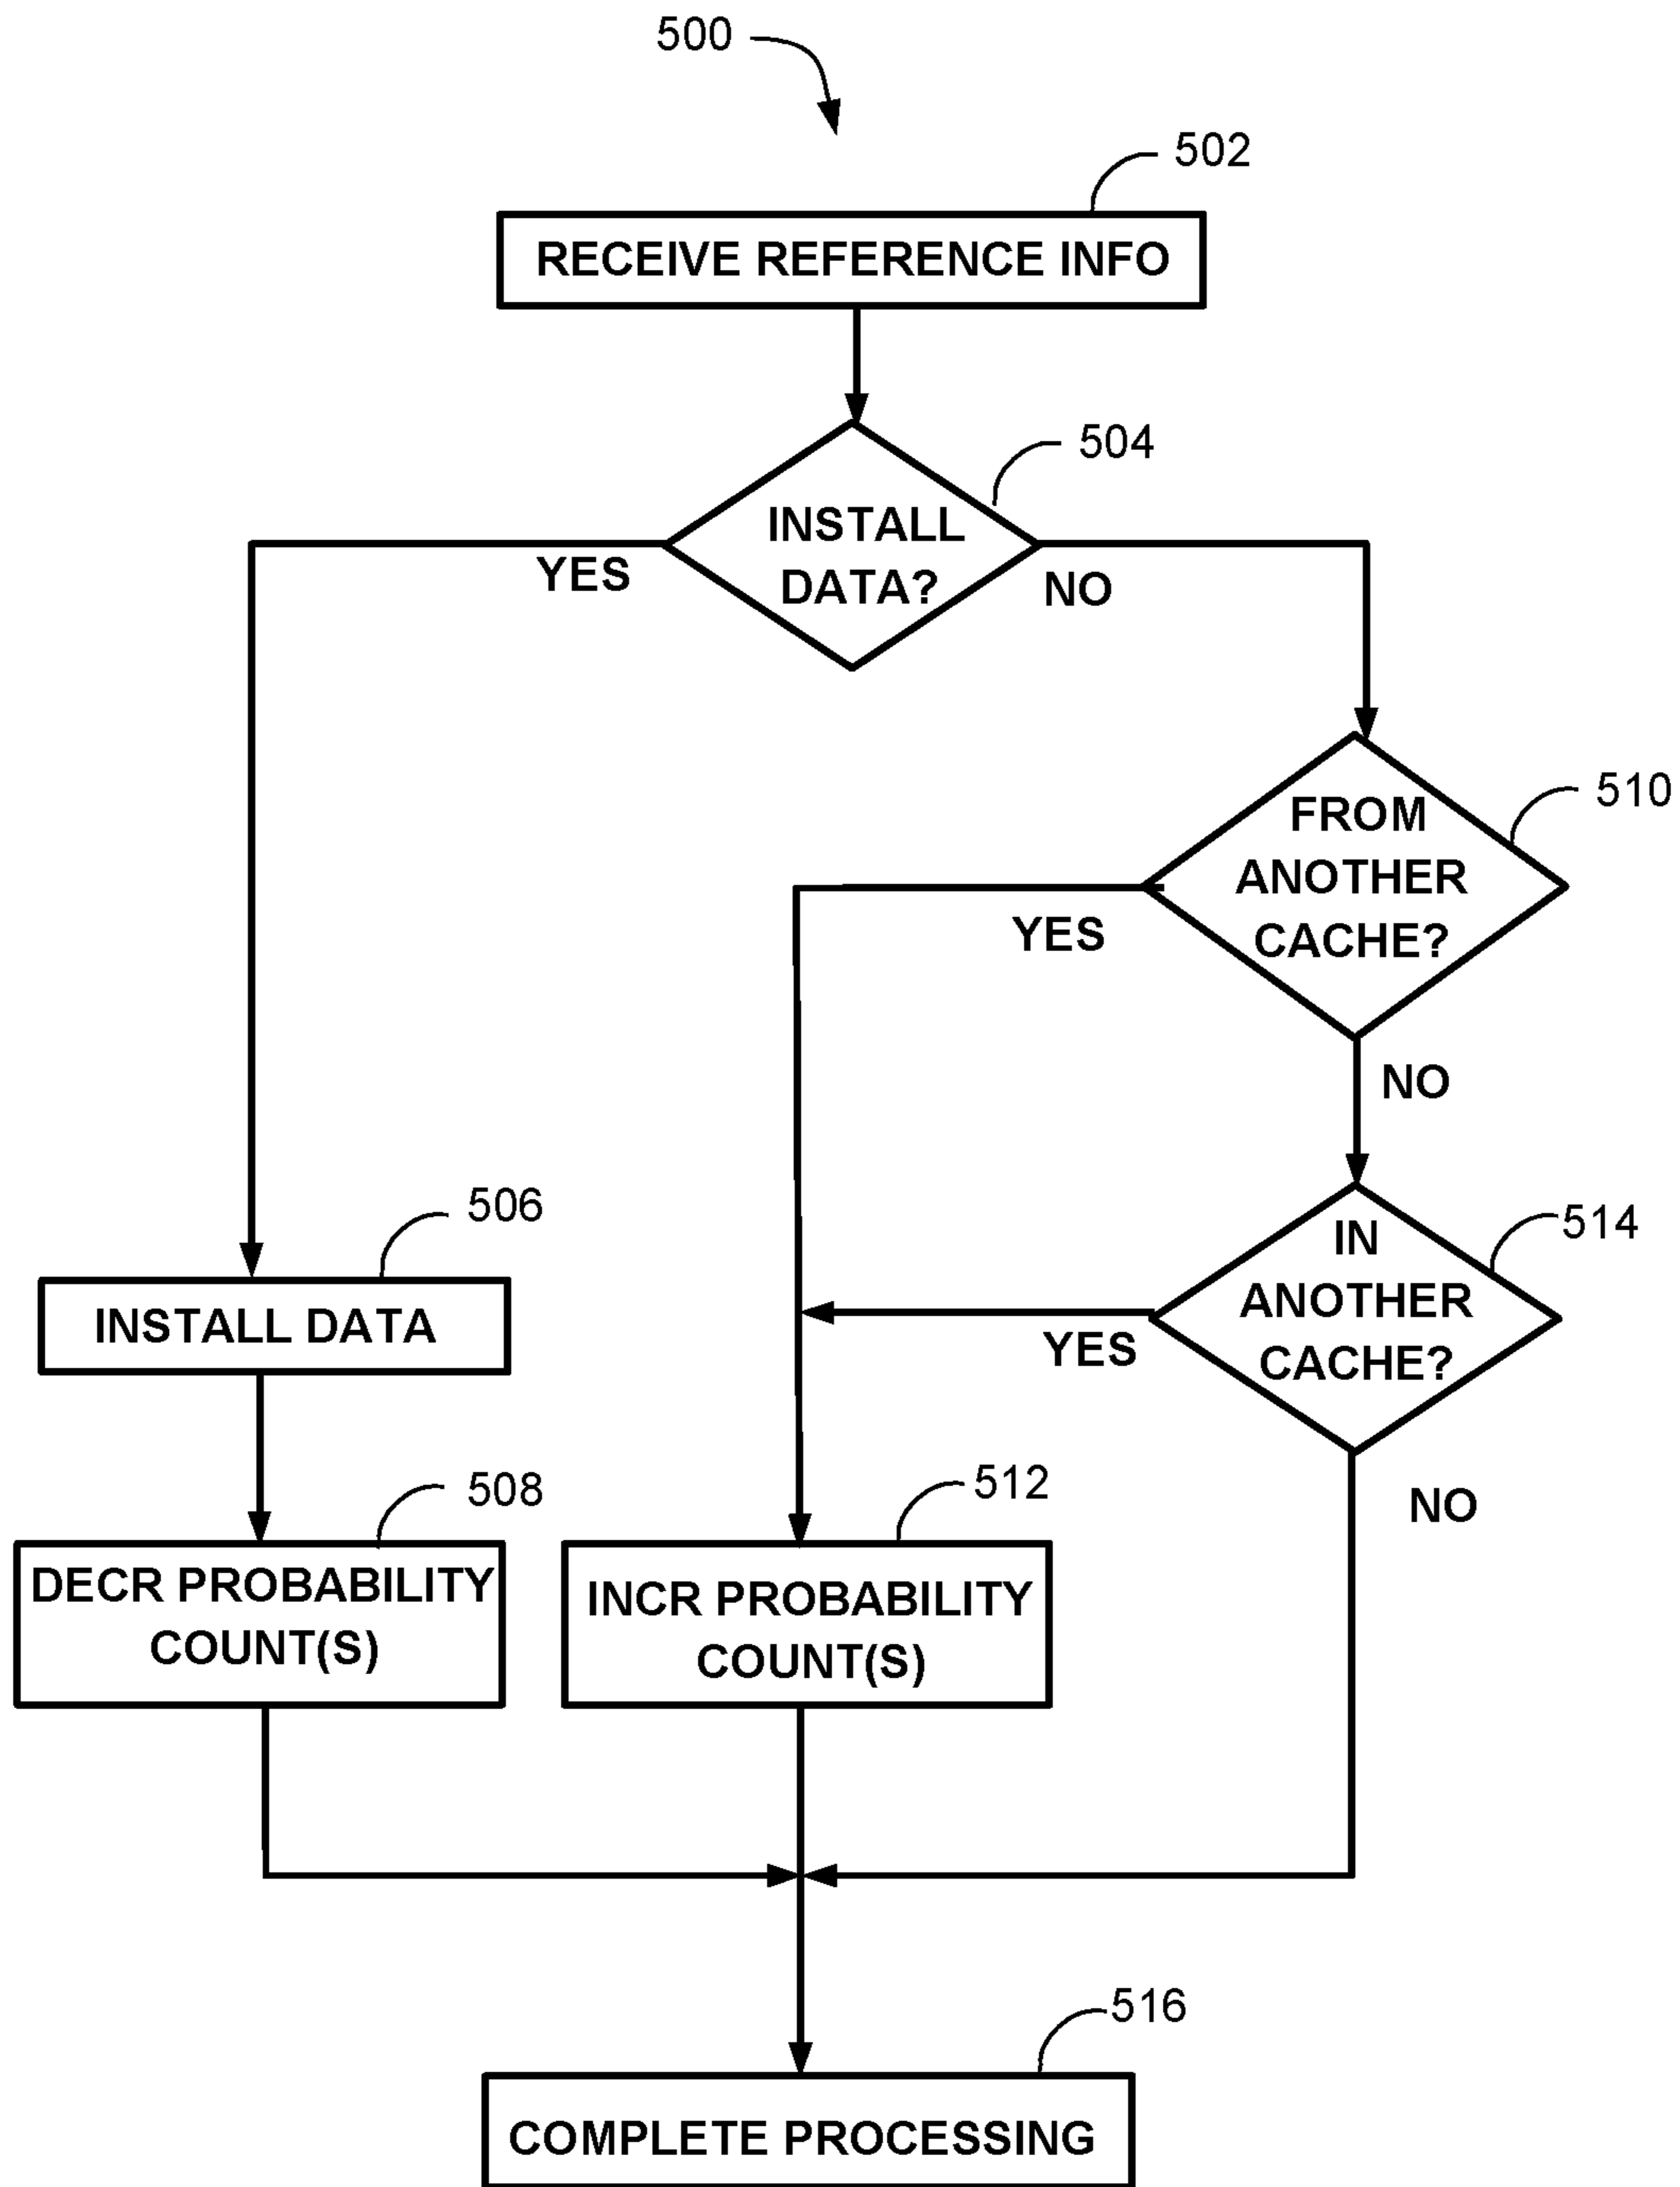 500
502
RECEIVE REFERENCE INFO
504
INSTALL
DATA?
YES
NO
510
FROM
ANOTHER
CACHE?
YES
NO
506
514
IN
ANOTHER
CACHE?
INSTALL DATA
YES
508
512
NO
DECR PROBABILITY
COUNT(S)
INCR PROBABILITY
COUNT(S)
516
COMPLETE PROCESSING